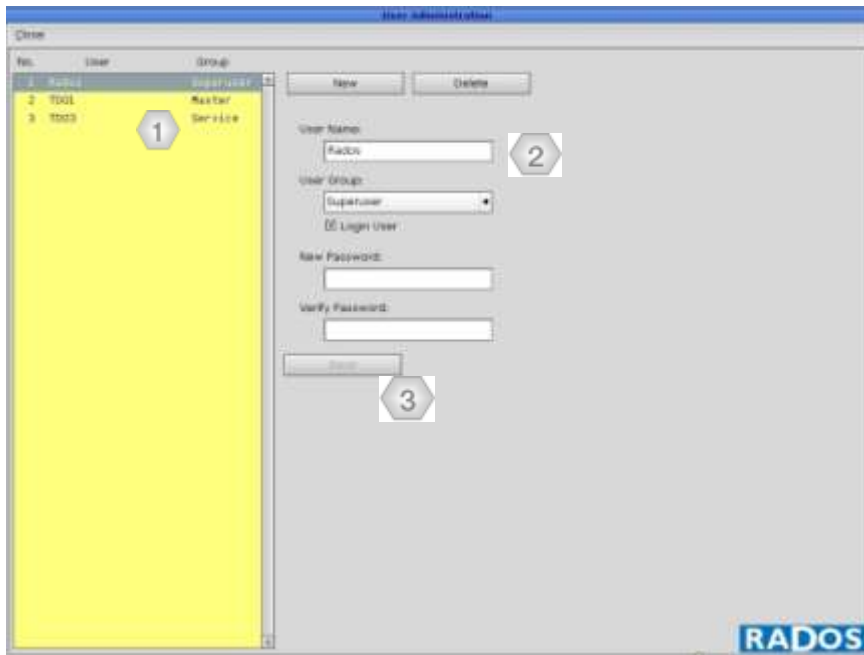 User Administration
Close
No. User Group
1 Rados Superuser
2 TD01 Master
3 TD03 Service
1
New Delete
User Name:
Rados
2
User Group:
Superuser
Login User
New Password:
Verify Password:
3
RADOS